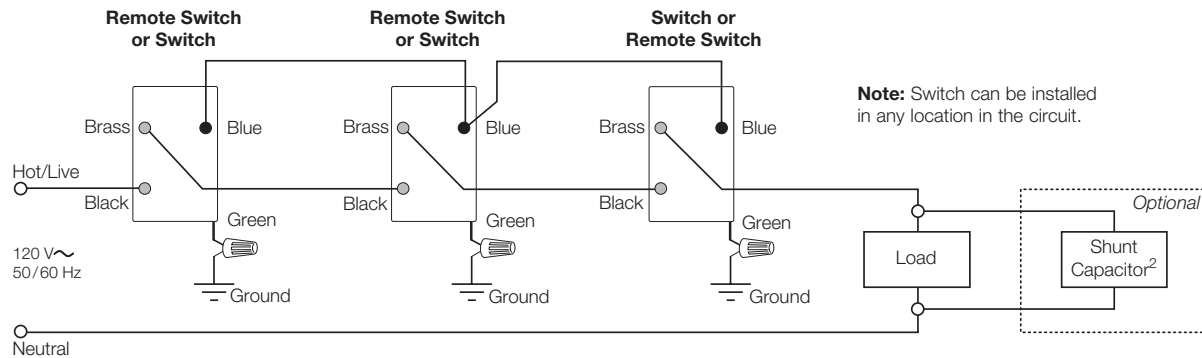 Remote Switch
or Switch
Remote Switch
or Switch
Switch or
Remote Switch
Note: Switch can be installed
in any location in the circuit.
Brass
Blue
Brass
Blue
Brass
Blue
Hot/Live
Black
Black
Black
Green
Green
Green
Optional
120 V~
50/60 Hz
Load
Shunt
Capacitor²
Ground
Ground
Ground
Neutral